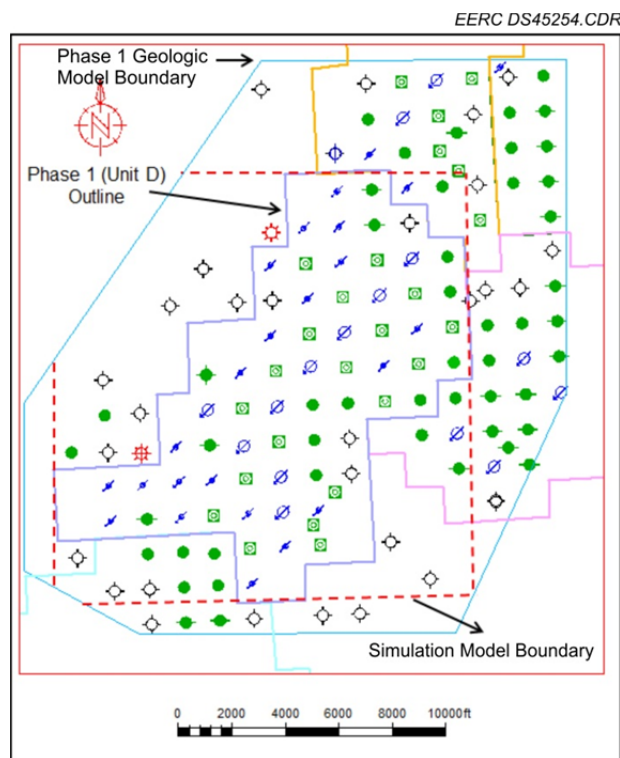 EERC DS45254.CDR
Phase 1 Geologic
Model Boundary
N
Phase 1 (Unit D)
Outline
Simulation Model Boundary
0 2000 4000 6000 8000 10000ft